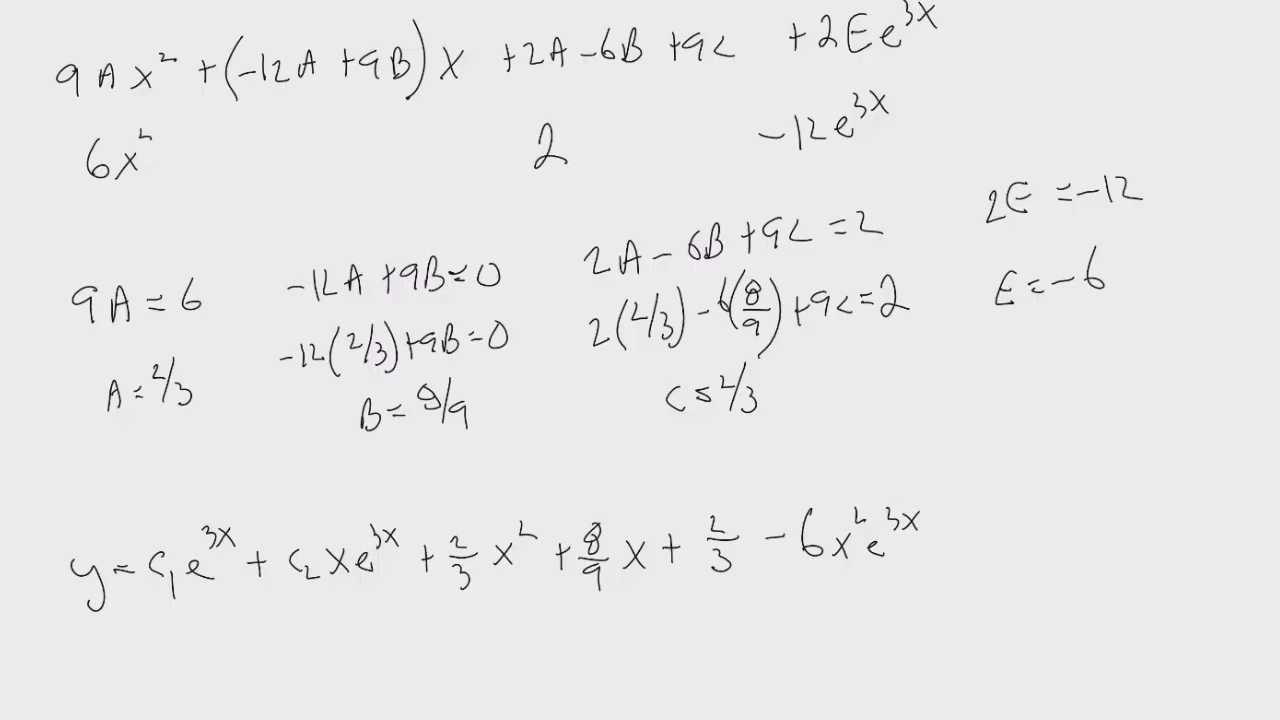 9Ax² + (-12A + 9B)x + 2A - 6B + 9C + 2Ee^{3x}
6x² 2 -12e^{3x}
9A = 6 -12A + 9B = 0 2A - 6B + 9C = 2 2E = -12
A = 2/3 -12(2/3) + 9B = 0 2(2/3) - 6(8/9) + 9C = 2 E = -6
B = 8/9 C = 2/3
y = c₁e^{3x} + c₂xe^{3x} + 2/3 x² + 8/9 x + 2/3 - 6x²e^{3x}